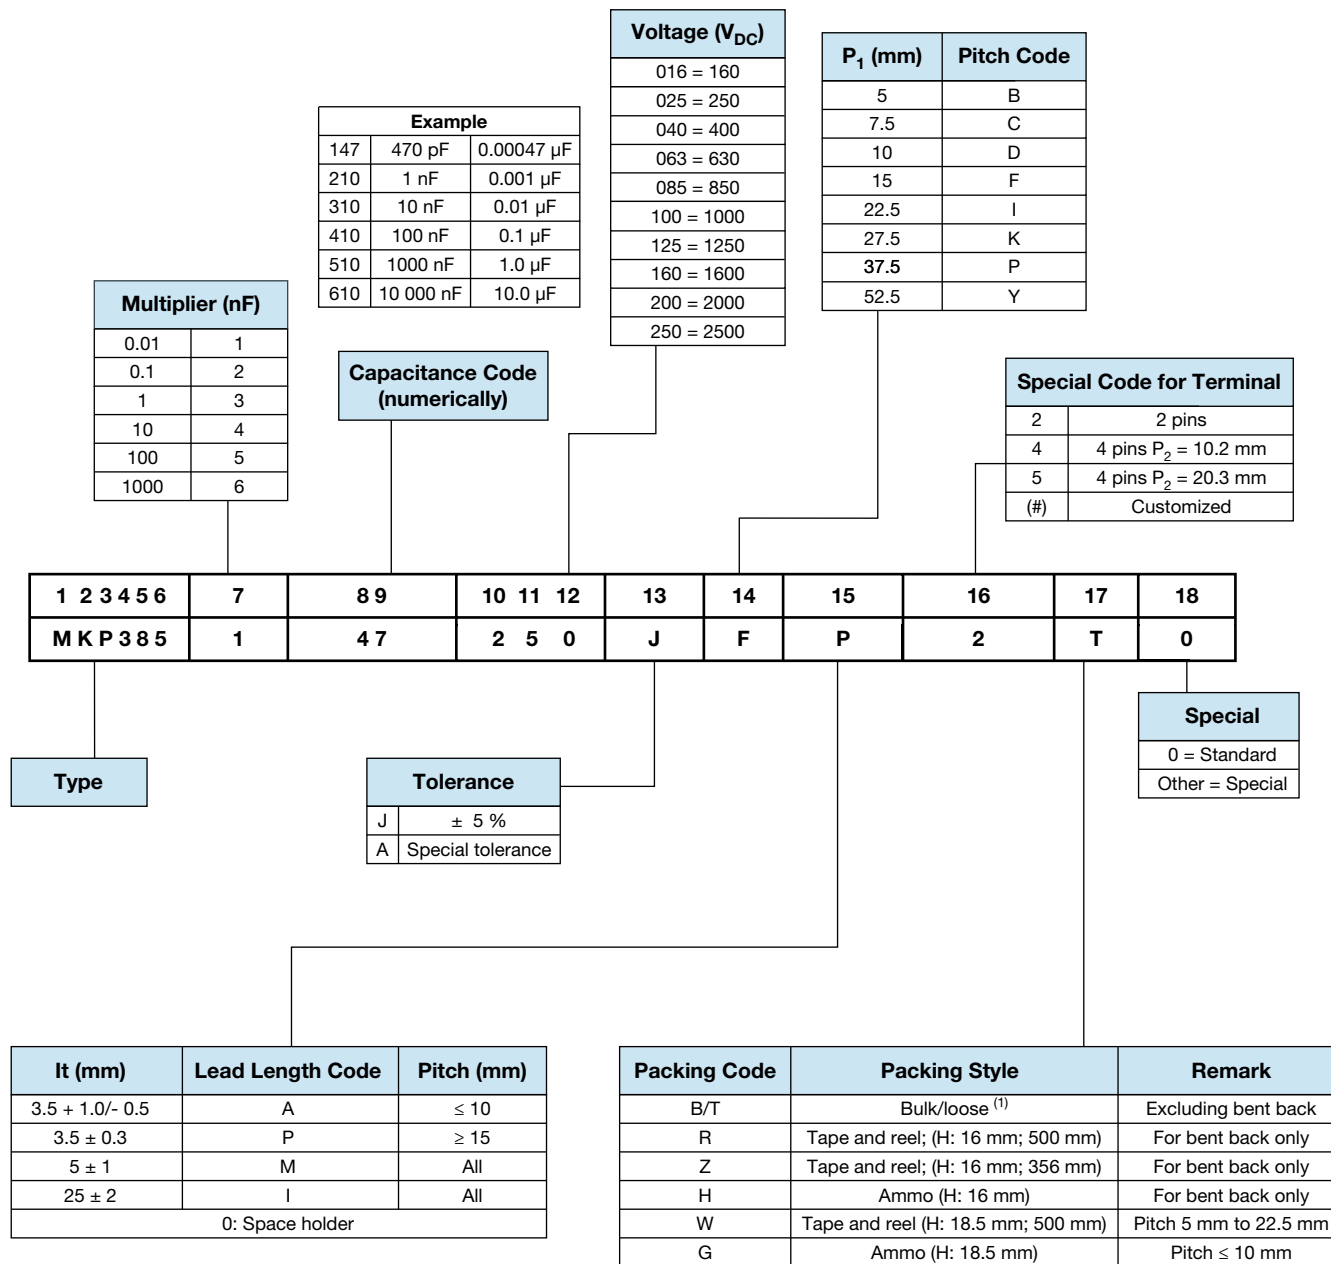 Voltage (VDC)
016 = 160
025 = 250
040 = 400
063 = 630
085 = 850
100 = 1000
125 = 1250
160 = 1600
200 = 2000
250 = 2500
P1 (mm) Pitch Code
5 B
7.5 C
10 D
15 F
22.5 I
27.5 K
37.5 P
52.5 Y
Example
147 470 pF 0.00047 µF
210 1 nF 0.001 µF
310 10 nF 0.01 µF
410 100 nF 0.1 µF
510 1000 nF 1.0 µF
610 10 000 nF 10.0 µF
Multiplier (nF)
0.01 1
0.1 2
1 3
10 4
100 5
1000 6
Capacitance Code
(numerically)
Special Code for Terminal
2 2 pins
4 4 pins P2 = 10.2 mm
5 4 pins P2 = 20.3 mm
(#) Customized
1 2 3 4 5 6 7 8 9 10 11 12 13 14 15 16 17 18
M K P 3 8 5 1 4 7 2 5 0 J F P 2 T 0
Type
Tolerance
J ± 5 %
A Special tolerance
Special
0 = Standard
Other = Special
It (mm) Lead Length Code Pitch (mm)
3.5 + 1.0/- 0.5 A ≤ 10
3.5 ± 0.3 P ≥ 15
5 ± 1 M All
25 ± 2 I All
0: Space holder
Packing Code Packing Style Remark
B/T Bulk/loose (1) Excluding bent back
R Tape and reel; (H: 16 mm; 500 mm) For bent back only
Z Tape and reel; (H: 16 mm; 356 mm) For bent back only
H Ammo (H: 16 mm) For bent back only
W Tape and reel (H: 18.5 mm; 500 mm) Pitch 5 mm to 22.5 mm
G Ammo (H: 18.5 mm) Pitch ≤ 10 mm